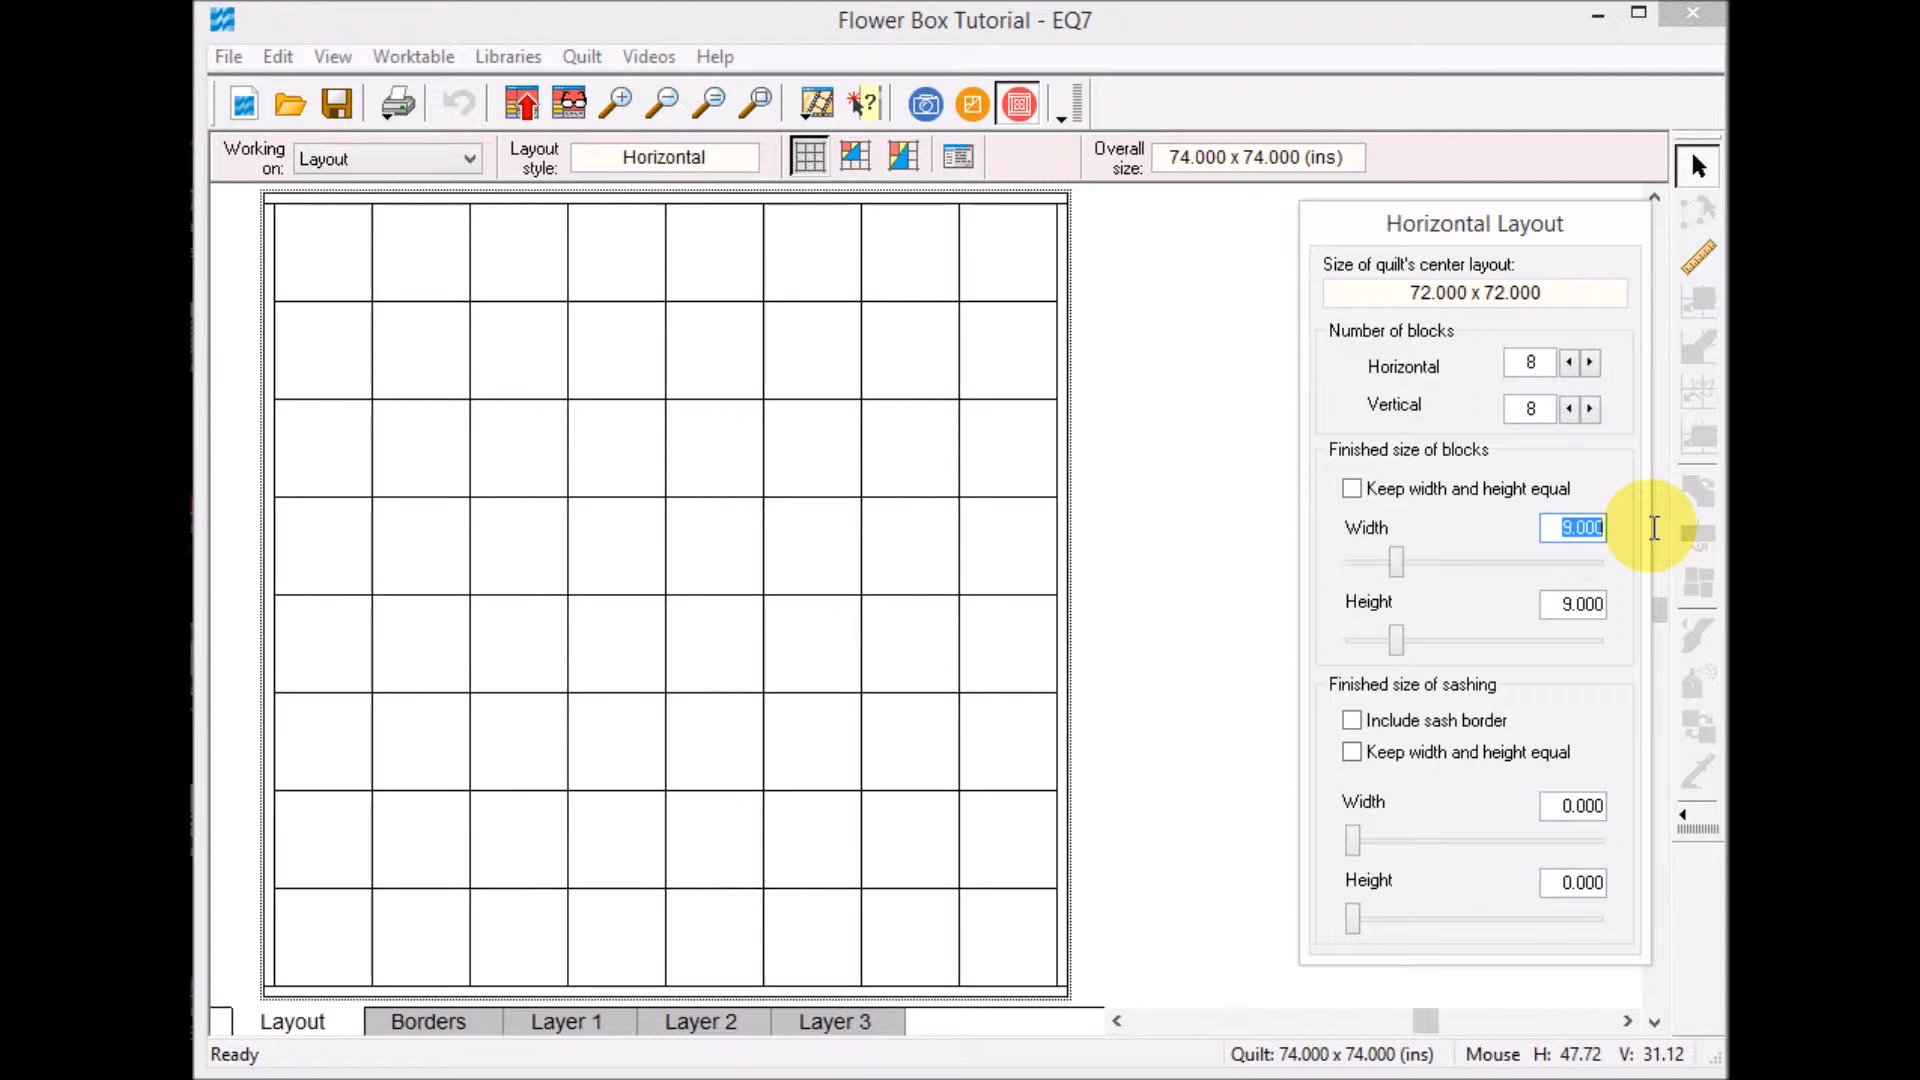 Flower Box Tutorial - EQ7
File Edit View Worktable Libraries Quilt Videos Help
Working on: Layout
Layout style: Horizontal
Overall size: 74.000 x 74.000 (ins)
Horizontal Layout
Size of quilt's center layout:
72.000 x 72.000
Number of blocks
Horizontal 8
Vertical 8
Finished size of blocks
Keep width and height equal
Width 9.000
Height 9.000
Finished size of sashing
Include sash border
Keep width and height equal
Width 0.000
Height 0.000
Layout Borders Layer 1 Layer 2 Layer 3
Ready Quilt: 74.000 x 74.000 (ins) Mouse H: 47.72 V: 31.12